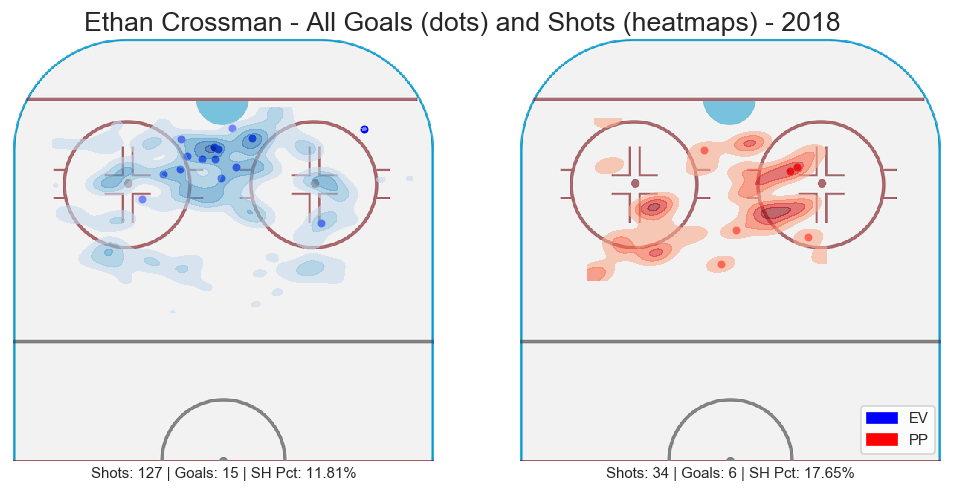 Ethan Crossman - All Goals (dots) and Shots (heatmaps) - 2018
EV
PP
Shots: 127 | Goals: 15 | SH Pct: 11.81%
Shots: 34 | Goals: 6 | SH Pct: 17.65%